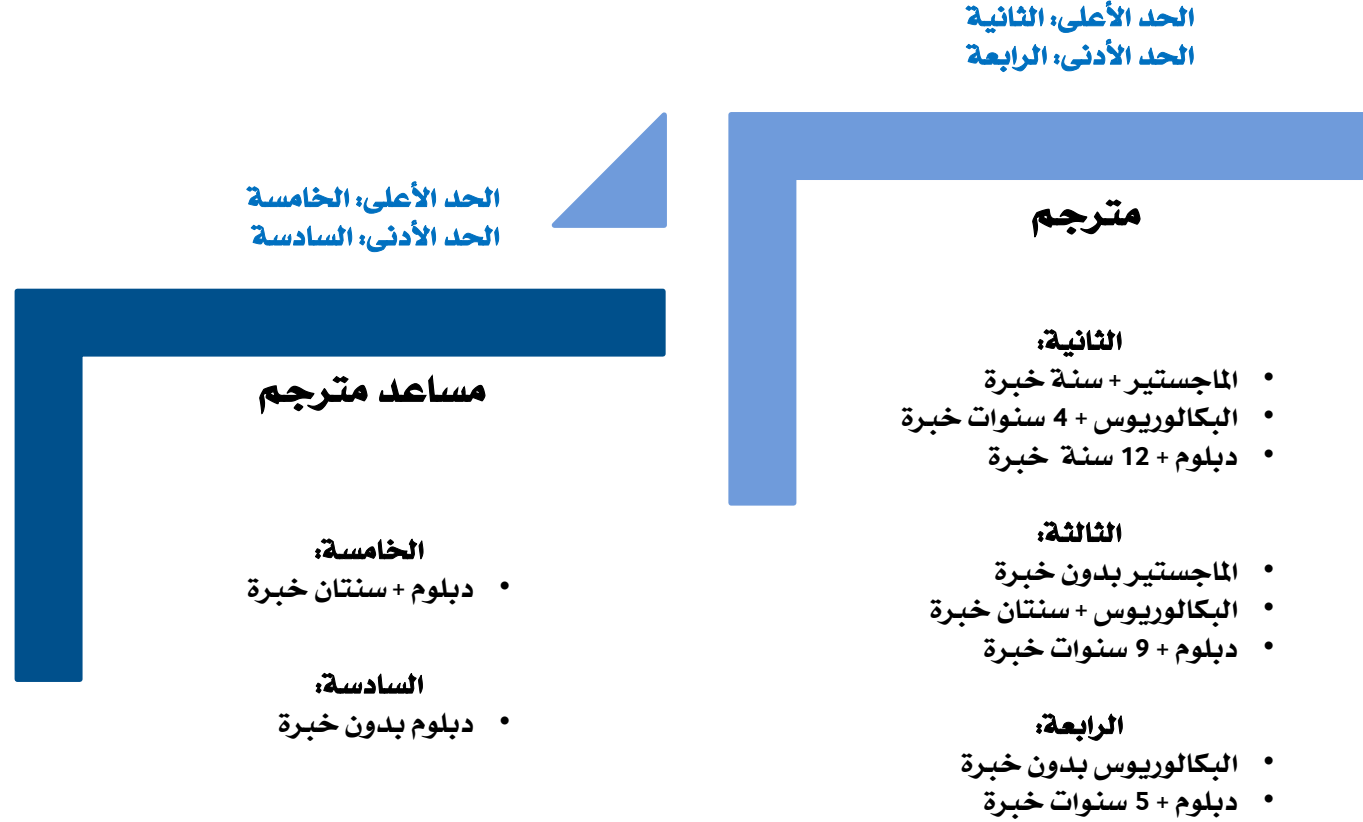 الحد الأعلى: الثانية
الحد الأدنى: الرابعة
مترجم
الثانية:
• الماجستير + سنة خبرة
• البكالوريوس + 4 سنوات خبرة
• دبلوم + 12 سنة خبرة
الثالثة:
• الماجستير بدون خبرة
• البكالوريوس + سنتان خبرة
• دبلوم + 9 سنوات خبرة
الرابعة:
• البكالوريوس بدون خبرة
• دبلوم + 5 سنوات خبرة
الحد الأعلى: الخامسة
الحد الأدنى: السادسة
مساعد مترجم
الخامسة:
• دبلوم + سنتان خبرة
السادسة:
• دبلوم بدون خبرة